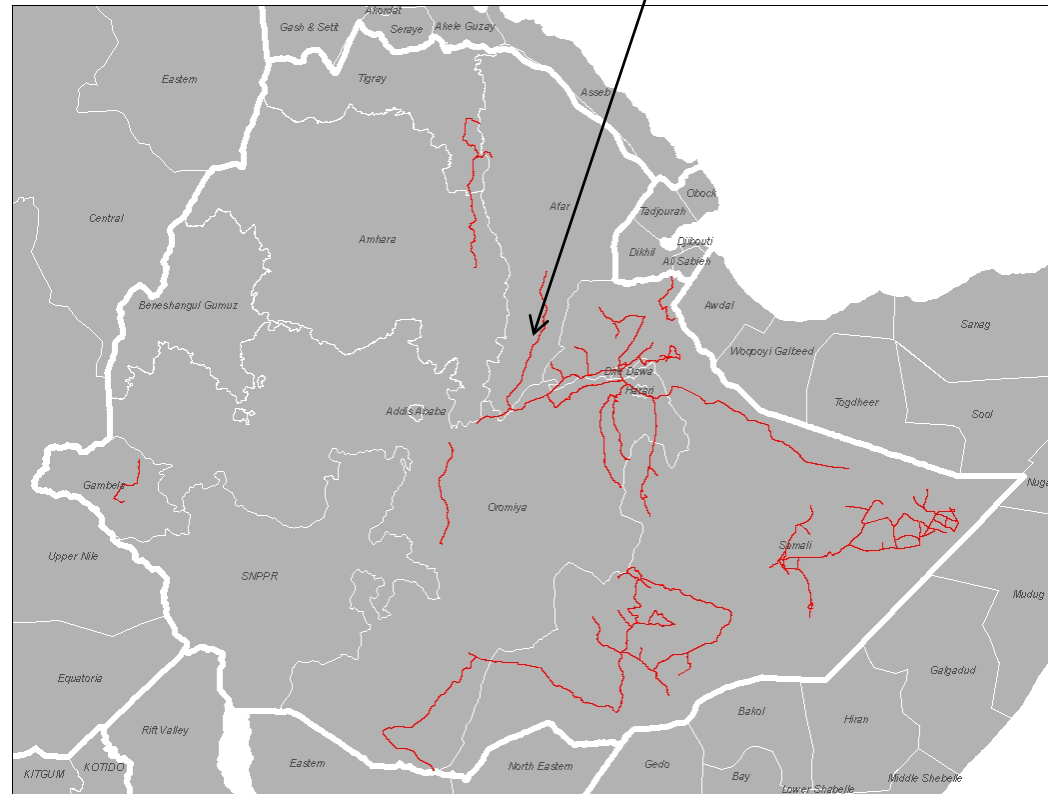 Akordat
Gash & Setit
Seraye
Akele Guzay
Eastern
Tigray
Asseb
Central
Afar
Obock
Tadjourah
Amhara
Djibouti
Dikhil
Ali Sabieh
Beneshangul Gumuz
Awdal
Sanag
Woqooyi Galbeed
Dire Dawa
Harari
Togdheer
Addis Ababa
Sool
Gambela
Nuga
Oromiya
Somali
Upper Nile
SNPPR
Mudug
Equatoria
Galgadud
Bakol
Hiran
Rift Valley
Eastern
North Eastern
Gedo
KITGUM
KOTIDO
Bay
Middle Shebelle
Lower Shabelle